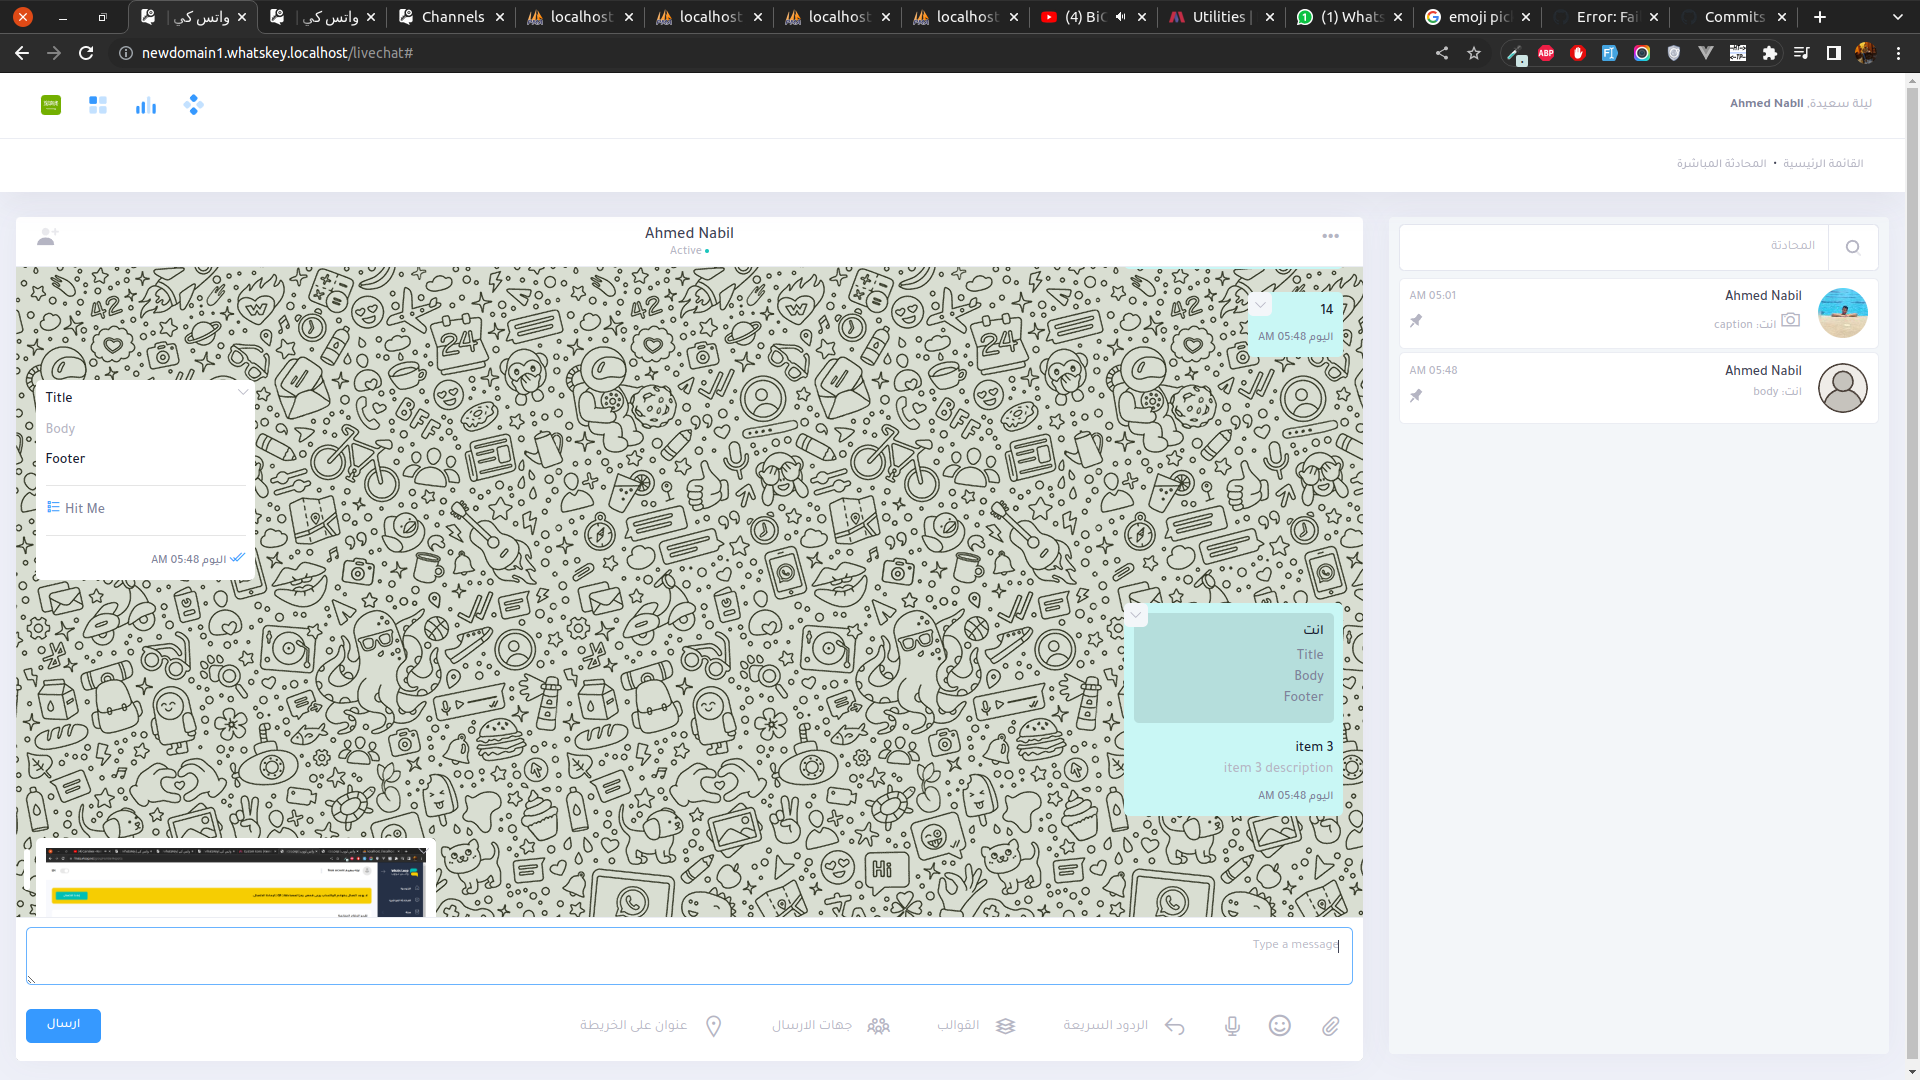 واتس كي |
واتس كي |
Channels
localhost
localhost
localhost
localhost
(4) BiC
Utilities |
(1) Whats
emoji pic
Error: Fai
Commits
newdomain1.whatskey.localhost/livechat#
ليلة سعيدة, Ahmed Nabil
القائمة الرئيسية • المحادثة المباشرة
Ahmed Nabil
Active
المحادثة
Ahmed Nabil
05:01 AM
انت: caption
Ahmed Nabil
05:48 AM
انت: body
14
اليوم 05:48 AM
Title
Body
Footer
Hit Me
اليوم 05:48 AM
انت
Title
Body
Footer
item 3
item 3 description
اليوم 05:48 AM
Type a message
الردود السريعة
القوالب
جهات الارسال
عنوان على الخريطة
ارسال